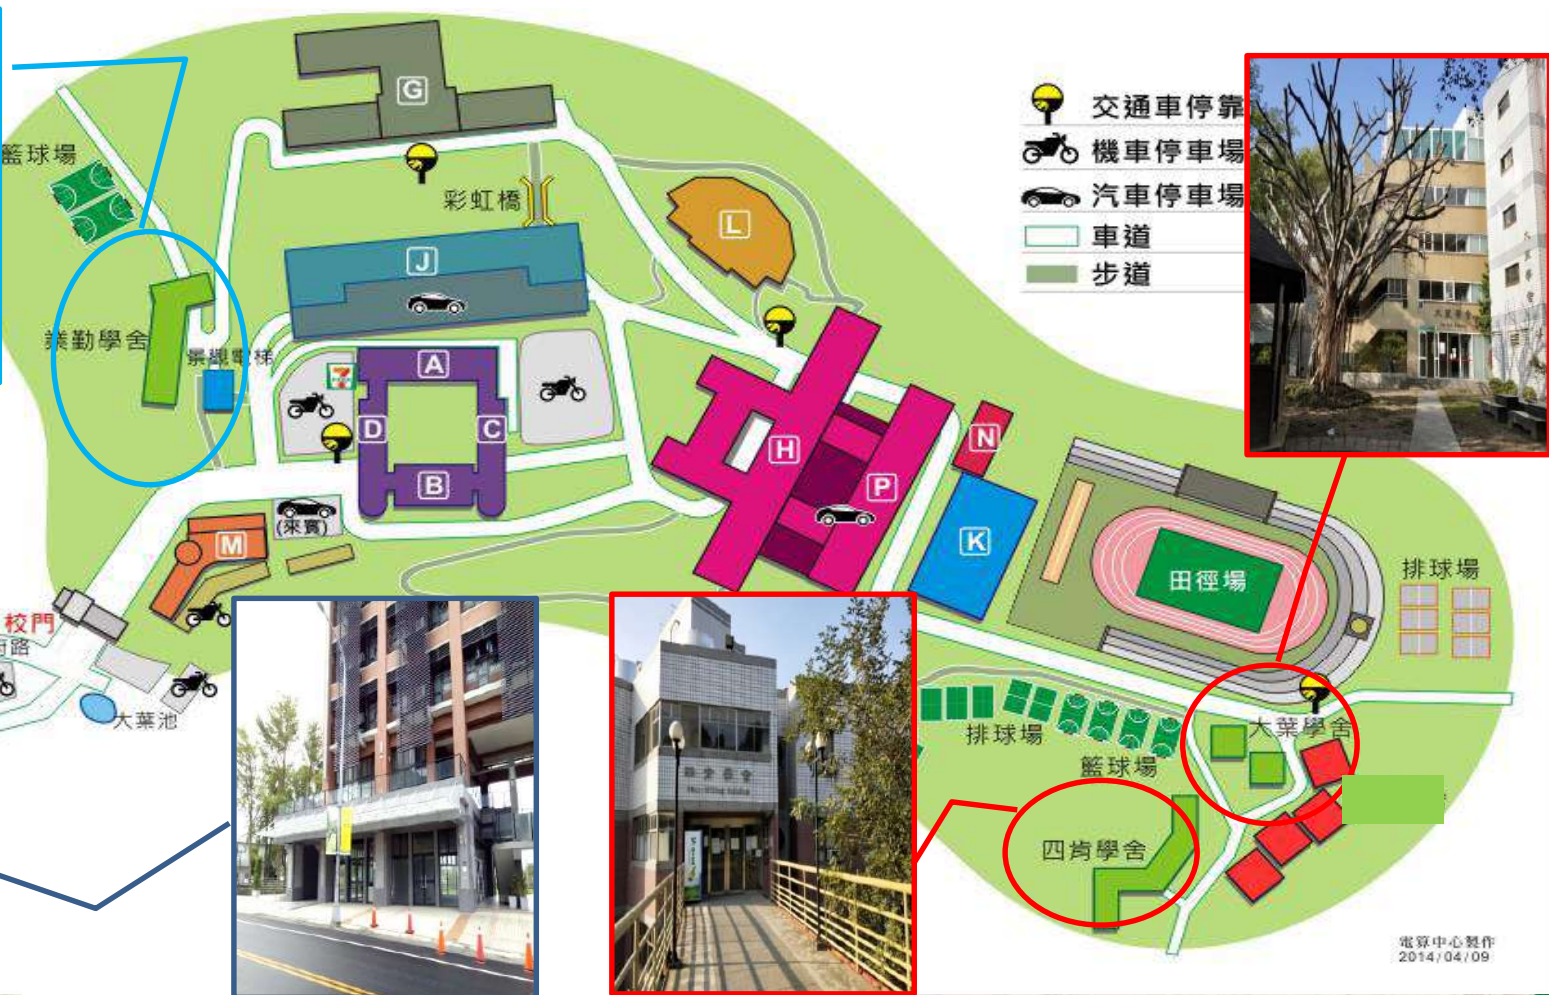 交通車停靠
機車停車場
汽車停車場
車道
步道
G
籃球場
彩虹橋
L
J
業勤學舍
景觀電梯
A
7
D
C
H
N
B
P
(來賓)
K
M
田徑場
排球場
校門
大葉池
大葉學舍
排球場
籃球場
四肯學舍
電算中心製作
2014/04/09